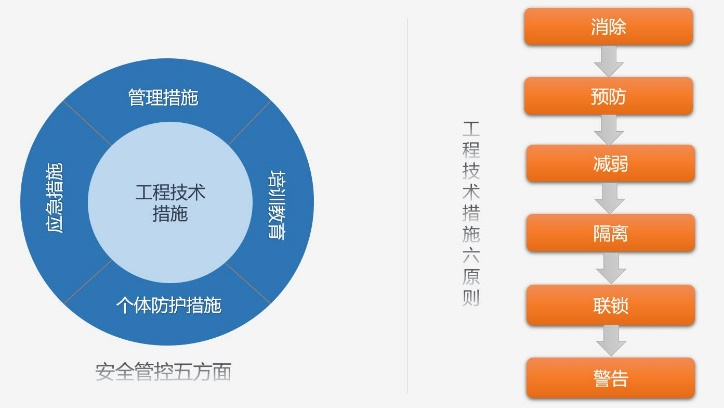 管理措施
应急措施
工程技术
措施
培训教育
个体防护措施
安全管控五方面
工程技术措施六原则
消除
预防
减弱
隔离
联锁
警告